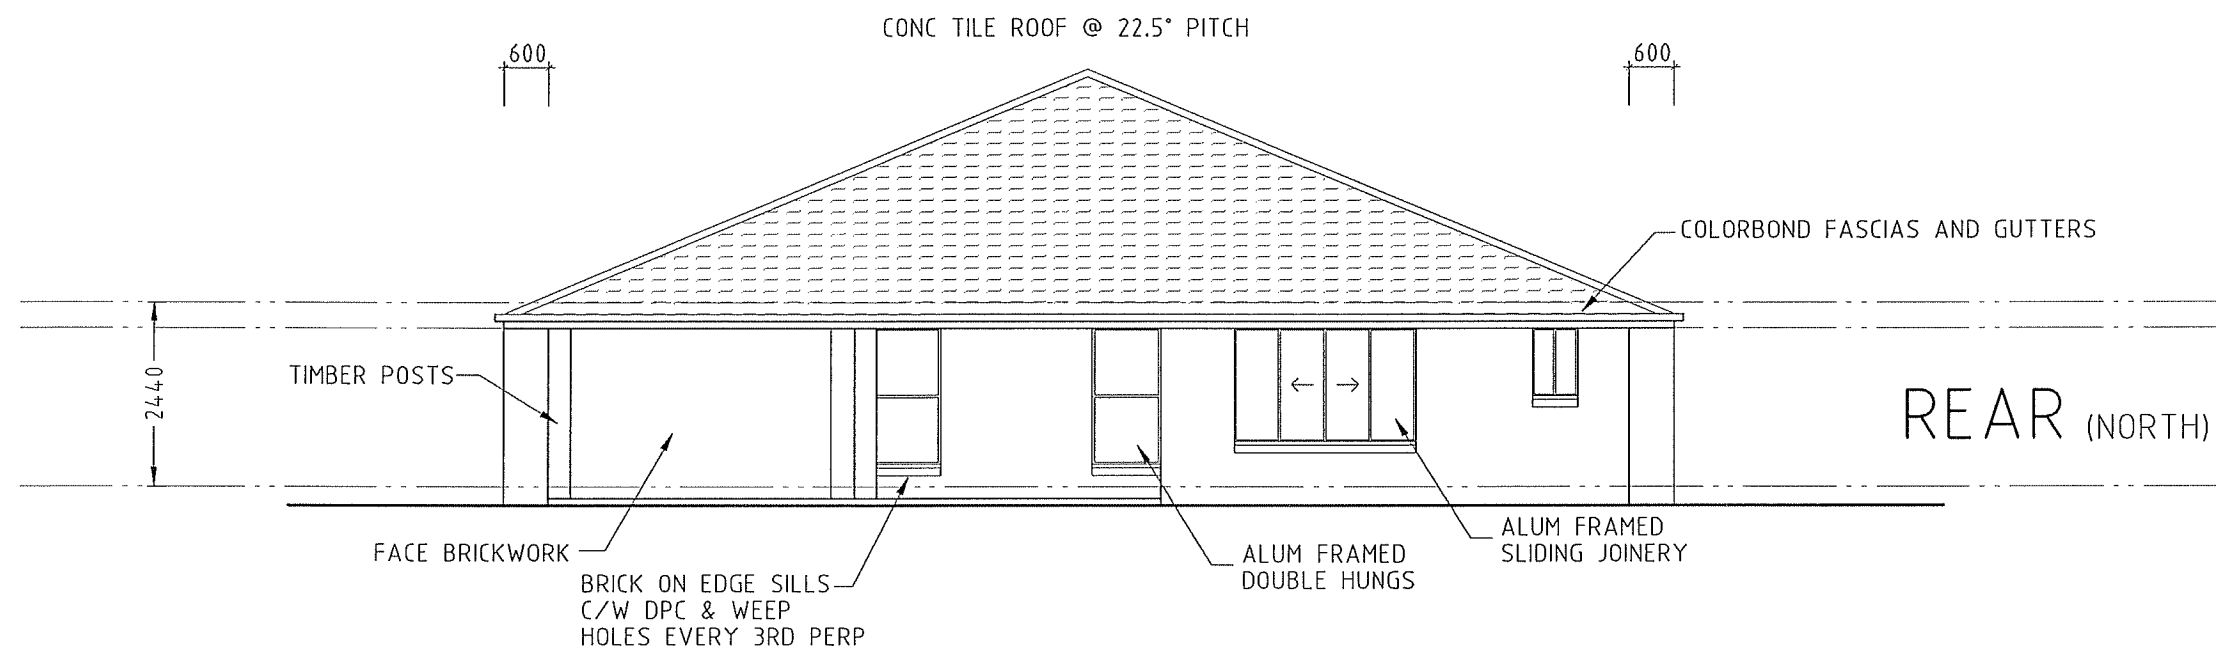 CONC TILE ROOF @ 22.5° PITCH
600
600
COLORBOND FASCIAS AND GUTTERS
TIMBER POSTS
2440
REAR (NORTH)
FACE BRICKWORK
BRICK ON EDGE SILLS
C/W DPC & WEEP
HOLES EVERY 3RD PERP
ALUM FRAMED
DOUBLE HUNGS
ALUM FRAMED
SLIDING JOINERY